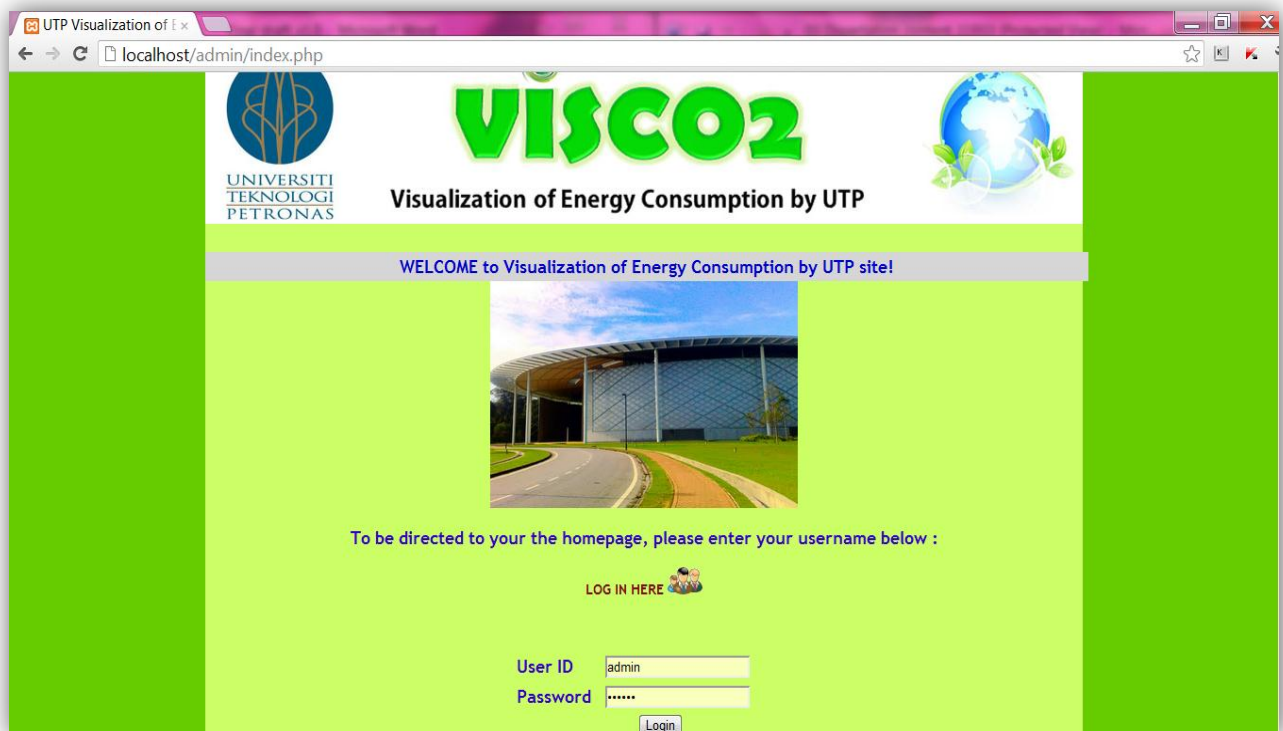 UTP Visualization of E
localhost/admin/index.php
UNIVERSITI
TEKNOLOGI
PETRONAS
VISCO2
Visualization of Energy Consumption by UTP
WELCOME to Visualization of Energy Consumption by UTP site!
To be directed to your the homepage, please enter your username below :
LOG IN HERE
User ID admin
Password ••••••
Login